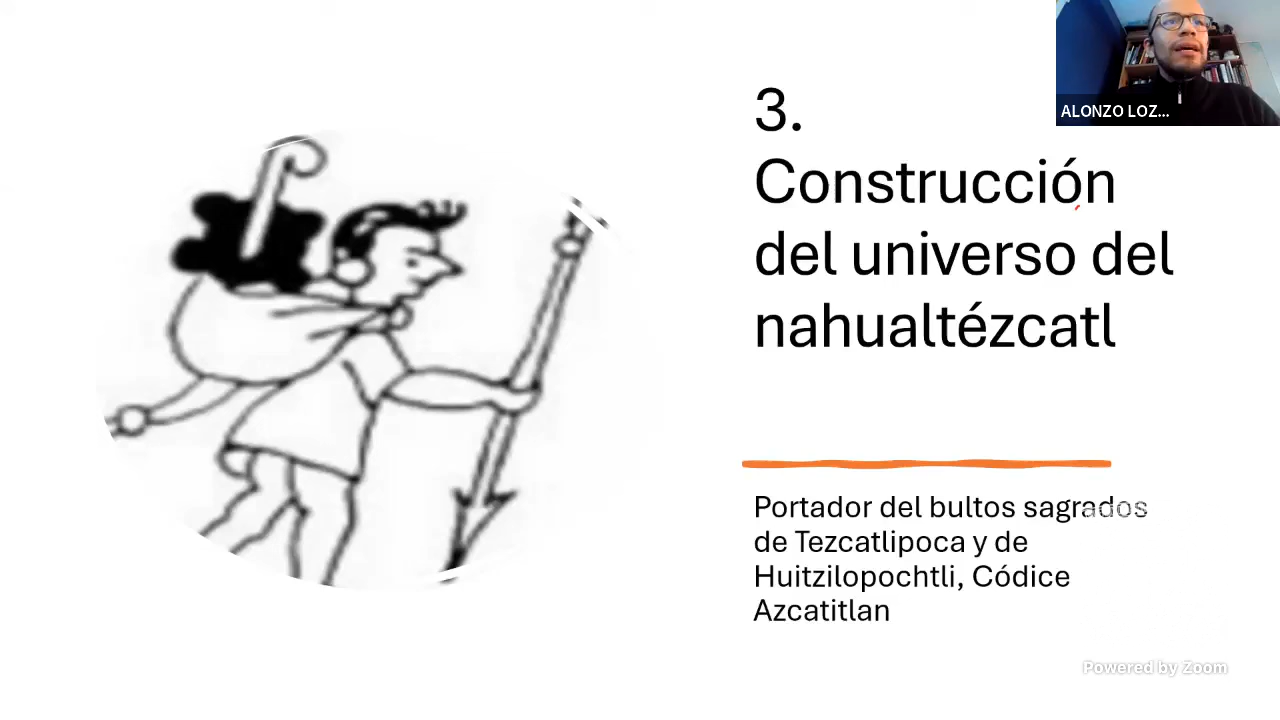 ALONZO LOZ...
3.
Construcción
del universo del
nahualtézcatl
Portador del bultos sagrados
de Tezcatlipoca y de
Huitzilopochtli, Códice
Azcatitlan
Powered by Zoom